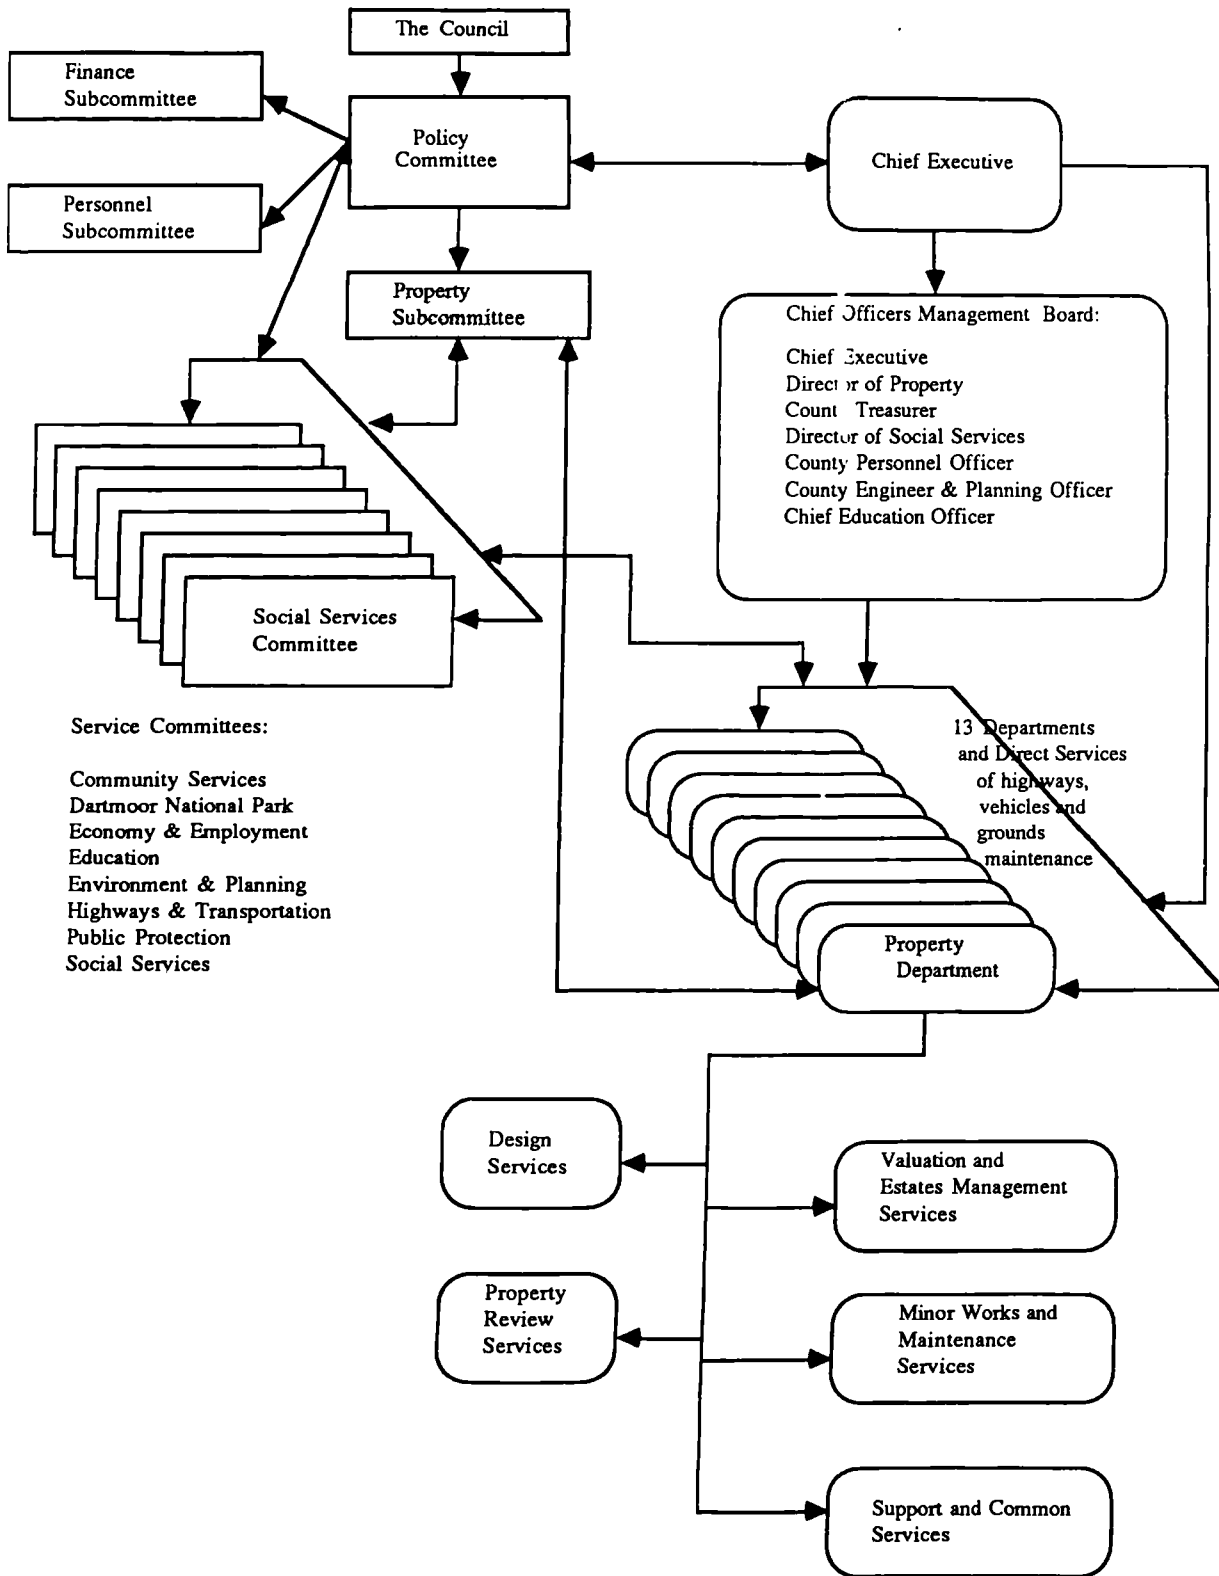 The Council
Finance
Subcommittee
Policy
Committee
Chief Executive
Personnel
Subcommittee
Property
Subcommittee
Chief Officers Management Board:
Chief Executive
Director of Property
Count Treasurer
Director of Social Services
County Personnel Officer
County Engineer & Planning Officer
Chief Education Officer
Social Services
Committee
Service Committees:
Community Services
Dartmoor National Park
Economy & Employment
Education
Environment & Planning
Highways & Transportation
Public Protection
Social Services
13 Departments
and Direct Services
of highways,
vehicles and
grounds
maintenance
Property
Department
Design
Services
Valuation and
Estates Management
Services
Property
Review
Services
Minor Works and
Maintenance
Services
Support and Common
Services